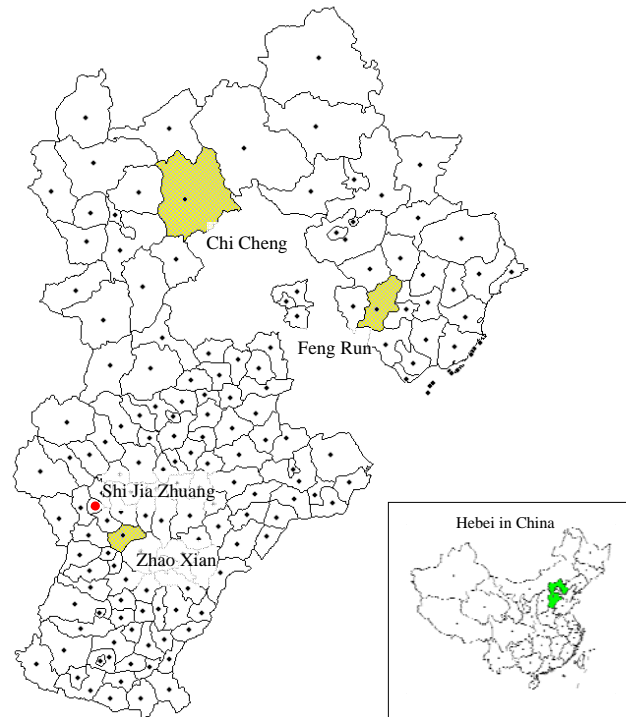 Chi Cheng
Feng Run
Shi Jia Zhuang
Zhao Xian
Hebei in China